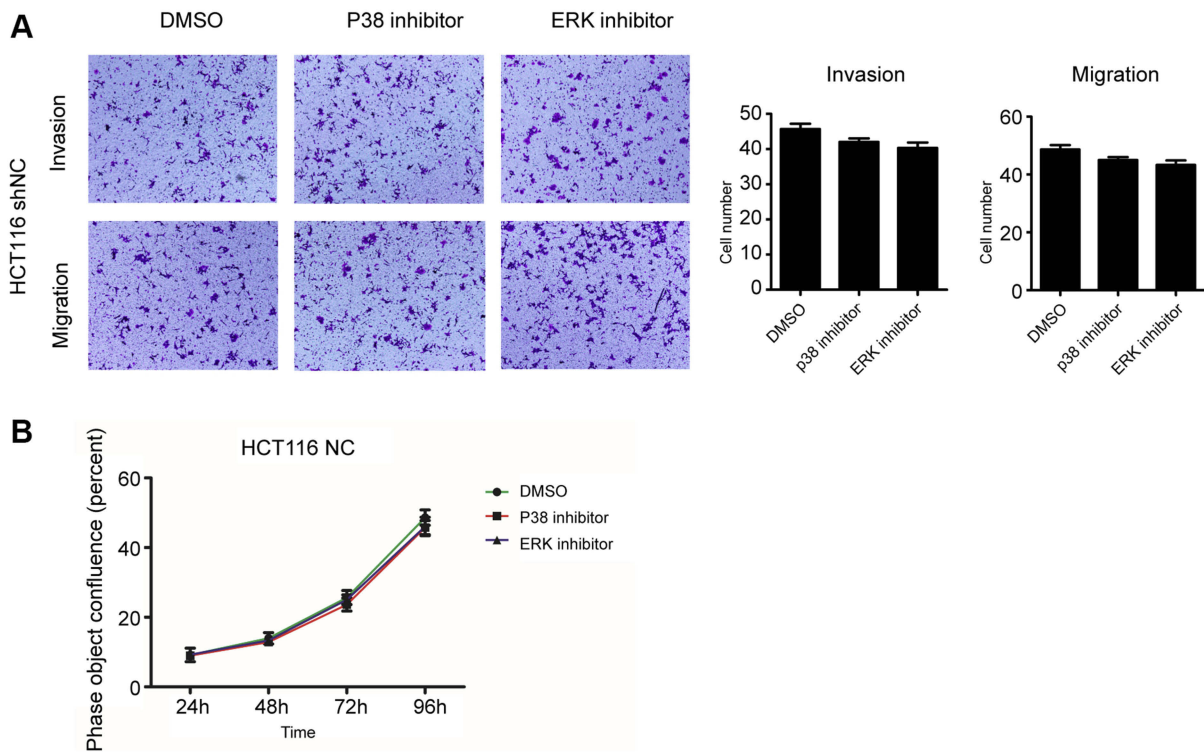 A
DMSO
P38 inhibitor
ERK inhibitor
HCT116 shNC
Invasion
Migration
Invasion
Cell number
50
40
30
20
10
0
DMSO
p38 inhibitor
ERK inhibitor
Migration
Cell number
60
40
20
0
DMSO
p38 inhibitor
ERK inhibitor
B
HCT116 NC
Phase object confluence (percent)
60
40
20
0
24h
48h
72h
96h
Time
DMSO
P38 inhibitor
ERK inhibitor